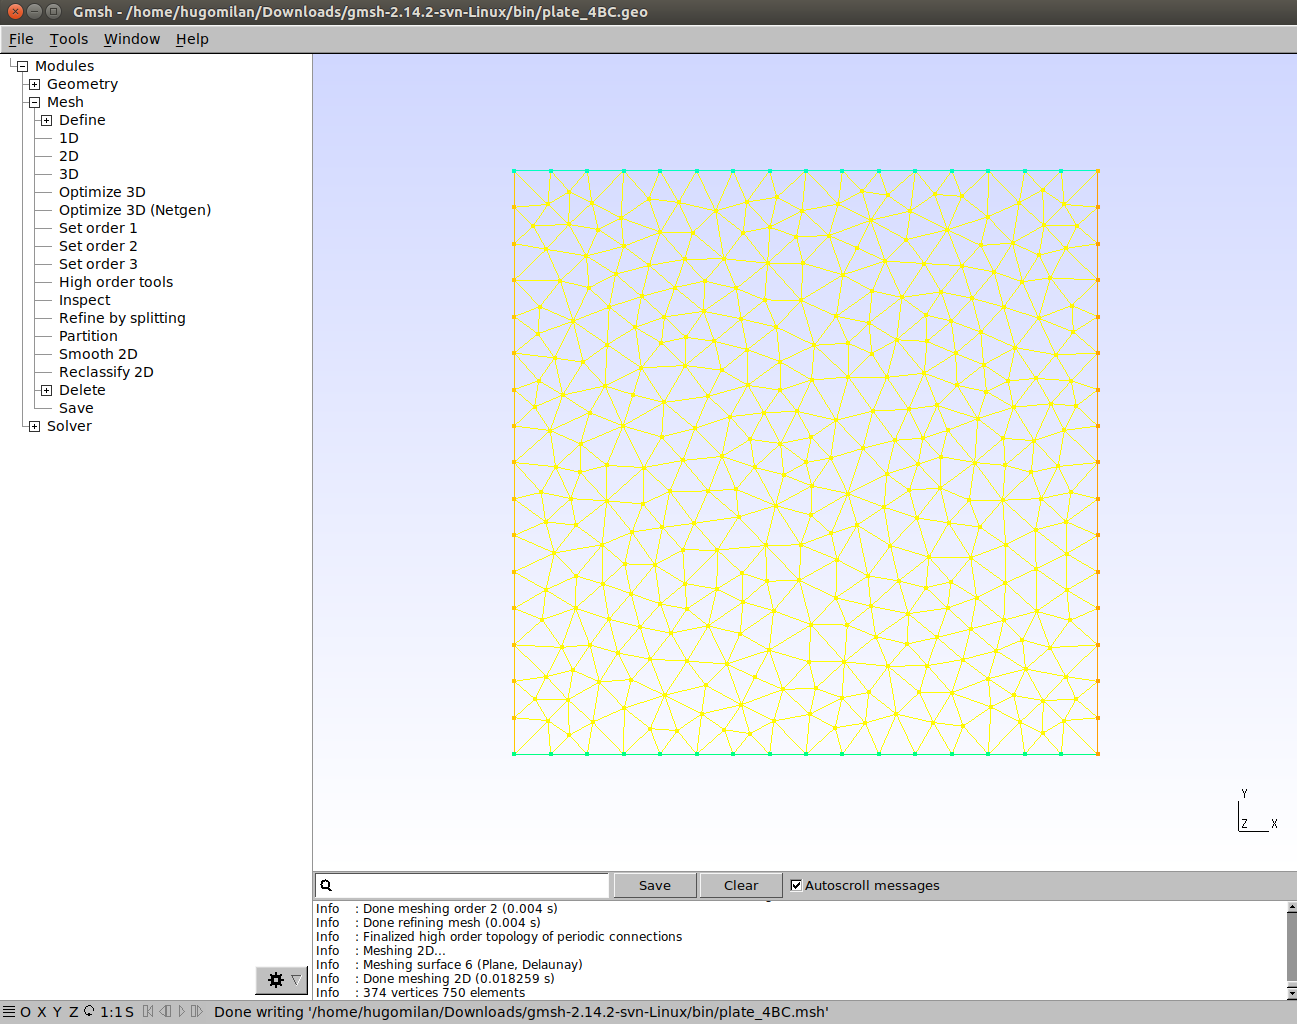 Gmsh - /home/hugomilan/Downloads/gmsh-2.14.2-svn-Linux/bin/plate_4BC.geo
File Tools Window Help
Modules
Geometry
Mesh
Define
1D
2D
3D
Optimize 3D
Optimize 3D (Netgen)
Set order 1
Set order 2
Set order 3
High order tools
Inspect
Refine by splitting
Partition
Smooth 2D
Reclassify 2D
Delete
Save
Solver
Y
Z X
Save Clear Autoscroll messages
Info : Done meshing order 2 (0.004 s)
Info : Done refining mesh (0.004 s)
Info : Finalized high order topology of periodic connections
Info : Meshing 2D...
Info : Meshing surface 6 (Plane, Delaunay)
Info : Done meshing 2D (0.018259 s)
Info : 374 vertices 750 elements
O X Y Z 1:1 S Done writing '/home/hugomilan/Downloads/gmsh-2.14.2-svn-Linux/bin/plate_4BC.msh'